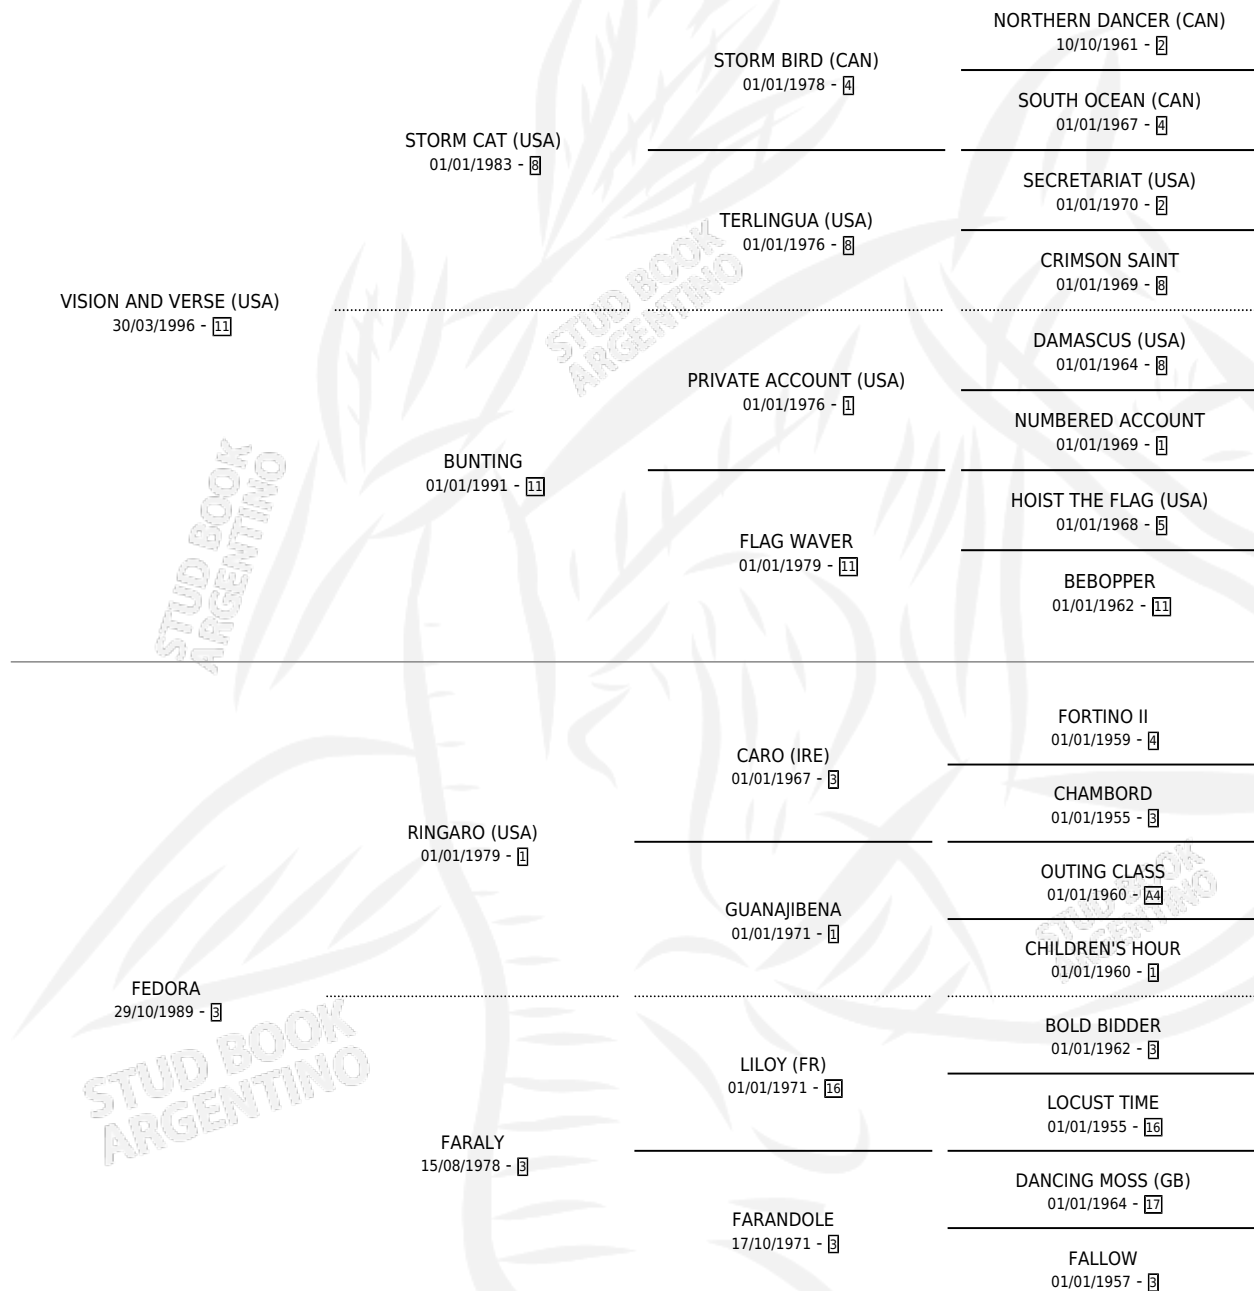 NORTHERN DANCER (CAN)
10/10/1961 - 2
STORM BIRD (CAN)
01/01/1978 - 4
SOUTH OCEAN (CAN)
01/01/1967 - 4
STORM CAT (USA)
01/01/1983 - 8
SECRETARIAT (USA)
01/01/1970 - 2
TERLINGUA (USA)
01/01/1976 - 8
CRIMSON SAINT
01/01/1969 - 8
VISION AND VERSE (USA)
30/03/1996 - 11
DAMASCUS (USA)
01/01/1964 - 8
PRIVATE ACCOUNT (USA)
01/01/1976 - 1
NUMBERED ACCOUNT
01/01/1969 - 1
BUNTING
01/01/1991 - 11
HOIST THE FLAG (USA)
01/01/1968 - 5
FLAG WAVER
01/01/1979 - 11
BEBOPPER
01/01/1962 - 11
FORTINO II
01/01/1959 - 4
CARO (IRE)
01/01/1967 - 3
CHAMBORD
01/01/1955 - 3
RINGARO (USA)
01/01/1979 - 1
OUTING CLASS
01/01/1960 - A4
GUANAJIBENA
01/01/1971 - 1
CHILDREN'S HOUR
01/01/1960 - 1
FEDORA
29/10/1989 - 3
BOLD BIDDER
01/01/1962 - 3
LILOY (FR)
01/01/1971 - 16
LOCUST TIME
01/01/1955 - 16
FARALY
15/08/1978 - 3
DANCING MOSS (GB)
01/01/1964 - 17
FARANDOLE
17/10/1971 - 3
FALLOW
01/01/1957 - 3
STUD BOOK
ARGENTINO
STUD BOOK
ARGENTINO
STUD BOOK
ARGENTINO
STUD BOOK
ARGENTINO